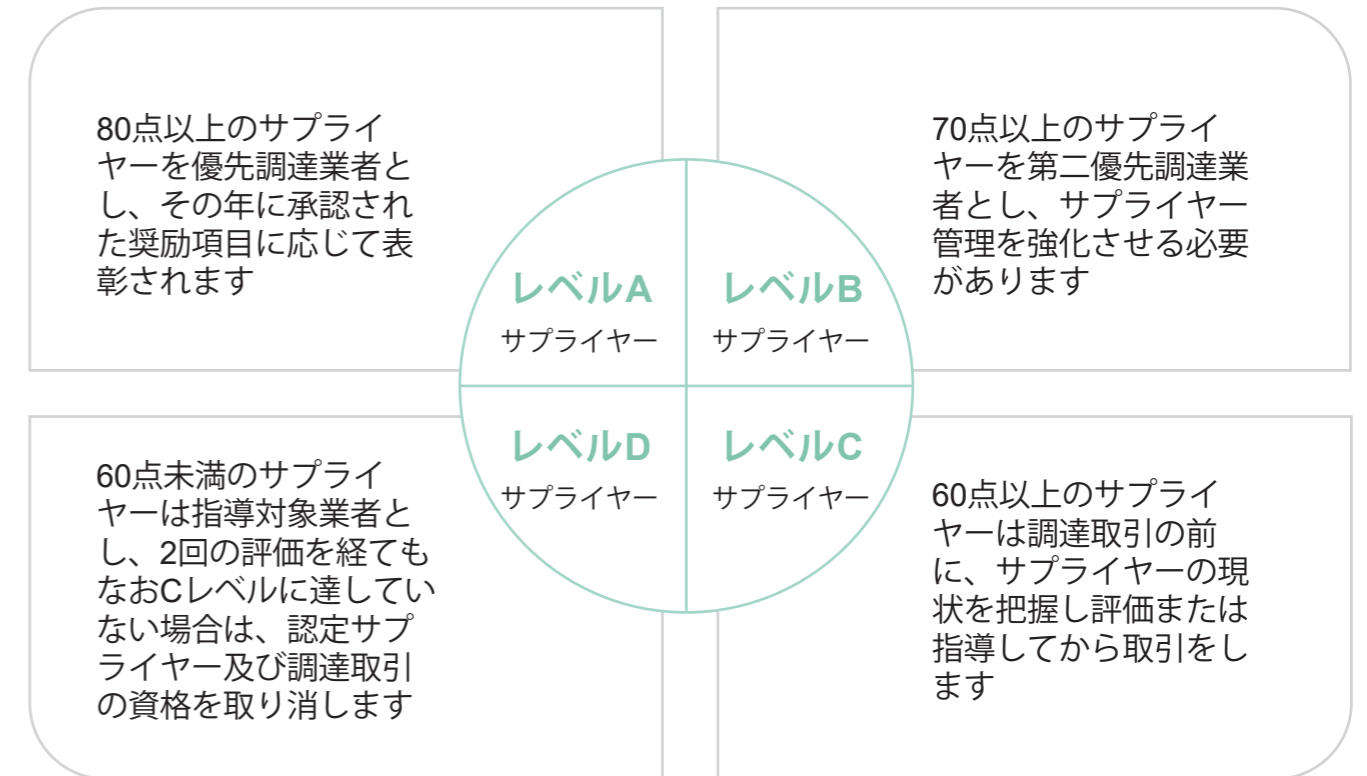 80点以上のサプライ
ヤーを優先調達業者と
し、その年に承認され
た奨励項目に応じて表
彰されます
70点以上のサプライ
ヤーを第二優先調達業
者とし、サプライヤー
管理を強化させる必要
があります
レベルA
サプライヤー
レベルB
サプライヤー
レベルD
サプライヤー
レベルC
サプライヤー
60点未満のサプライ
ヤーは指導対象業者と
し、2回の評価を経ても
なおCレベルに達してい
ない場合は、認定サプ
ライヤー及び調達取引
の資格を取り消します
60点以上のサプライ
ヤーは調達取引の前
に、サプライヤーの現
状を把握し評価または
指導してから取引をし
ます